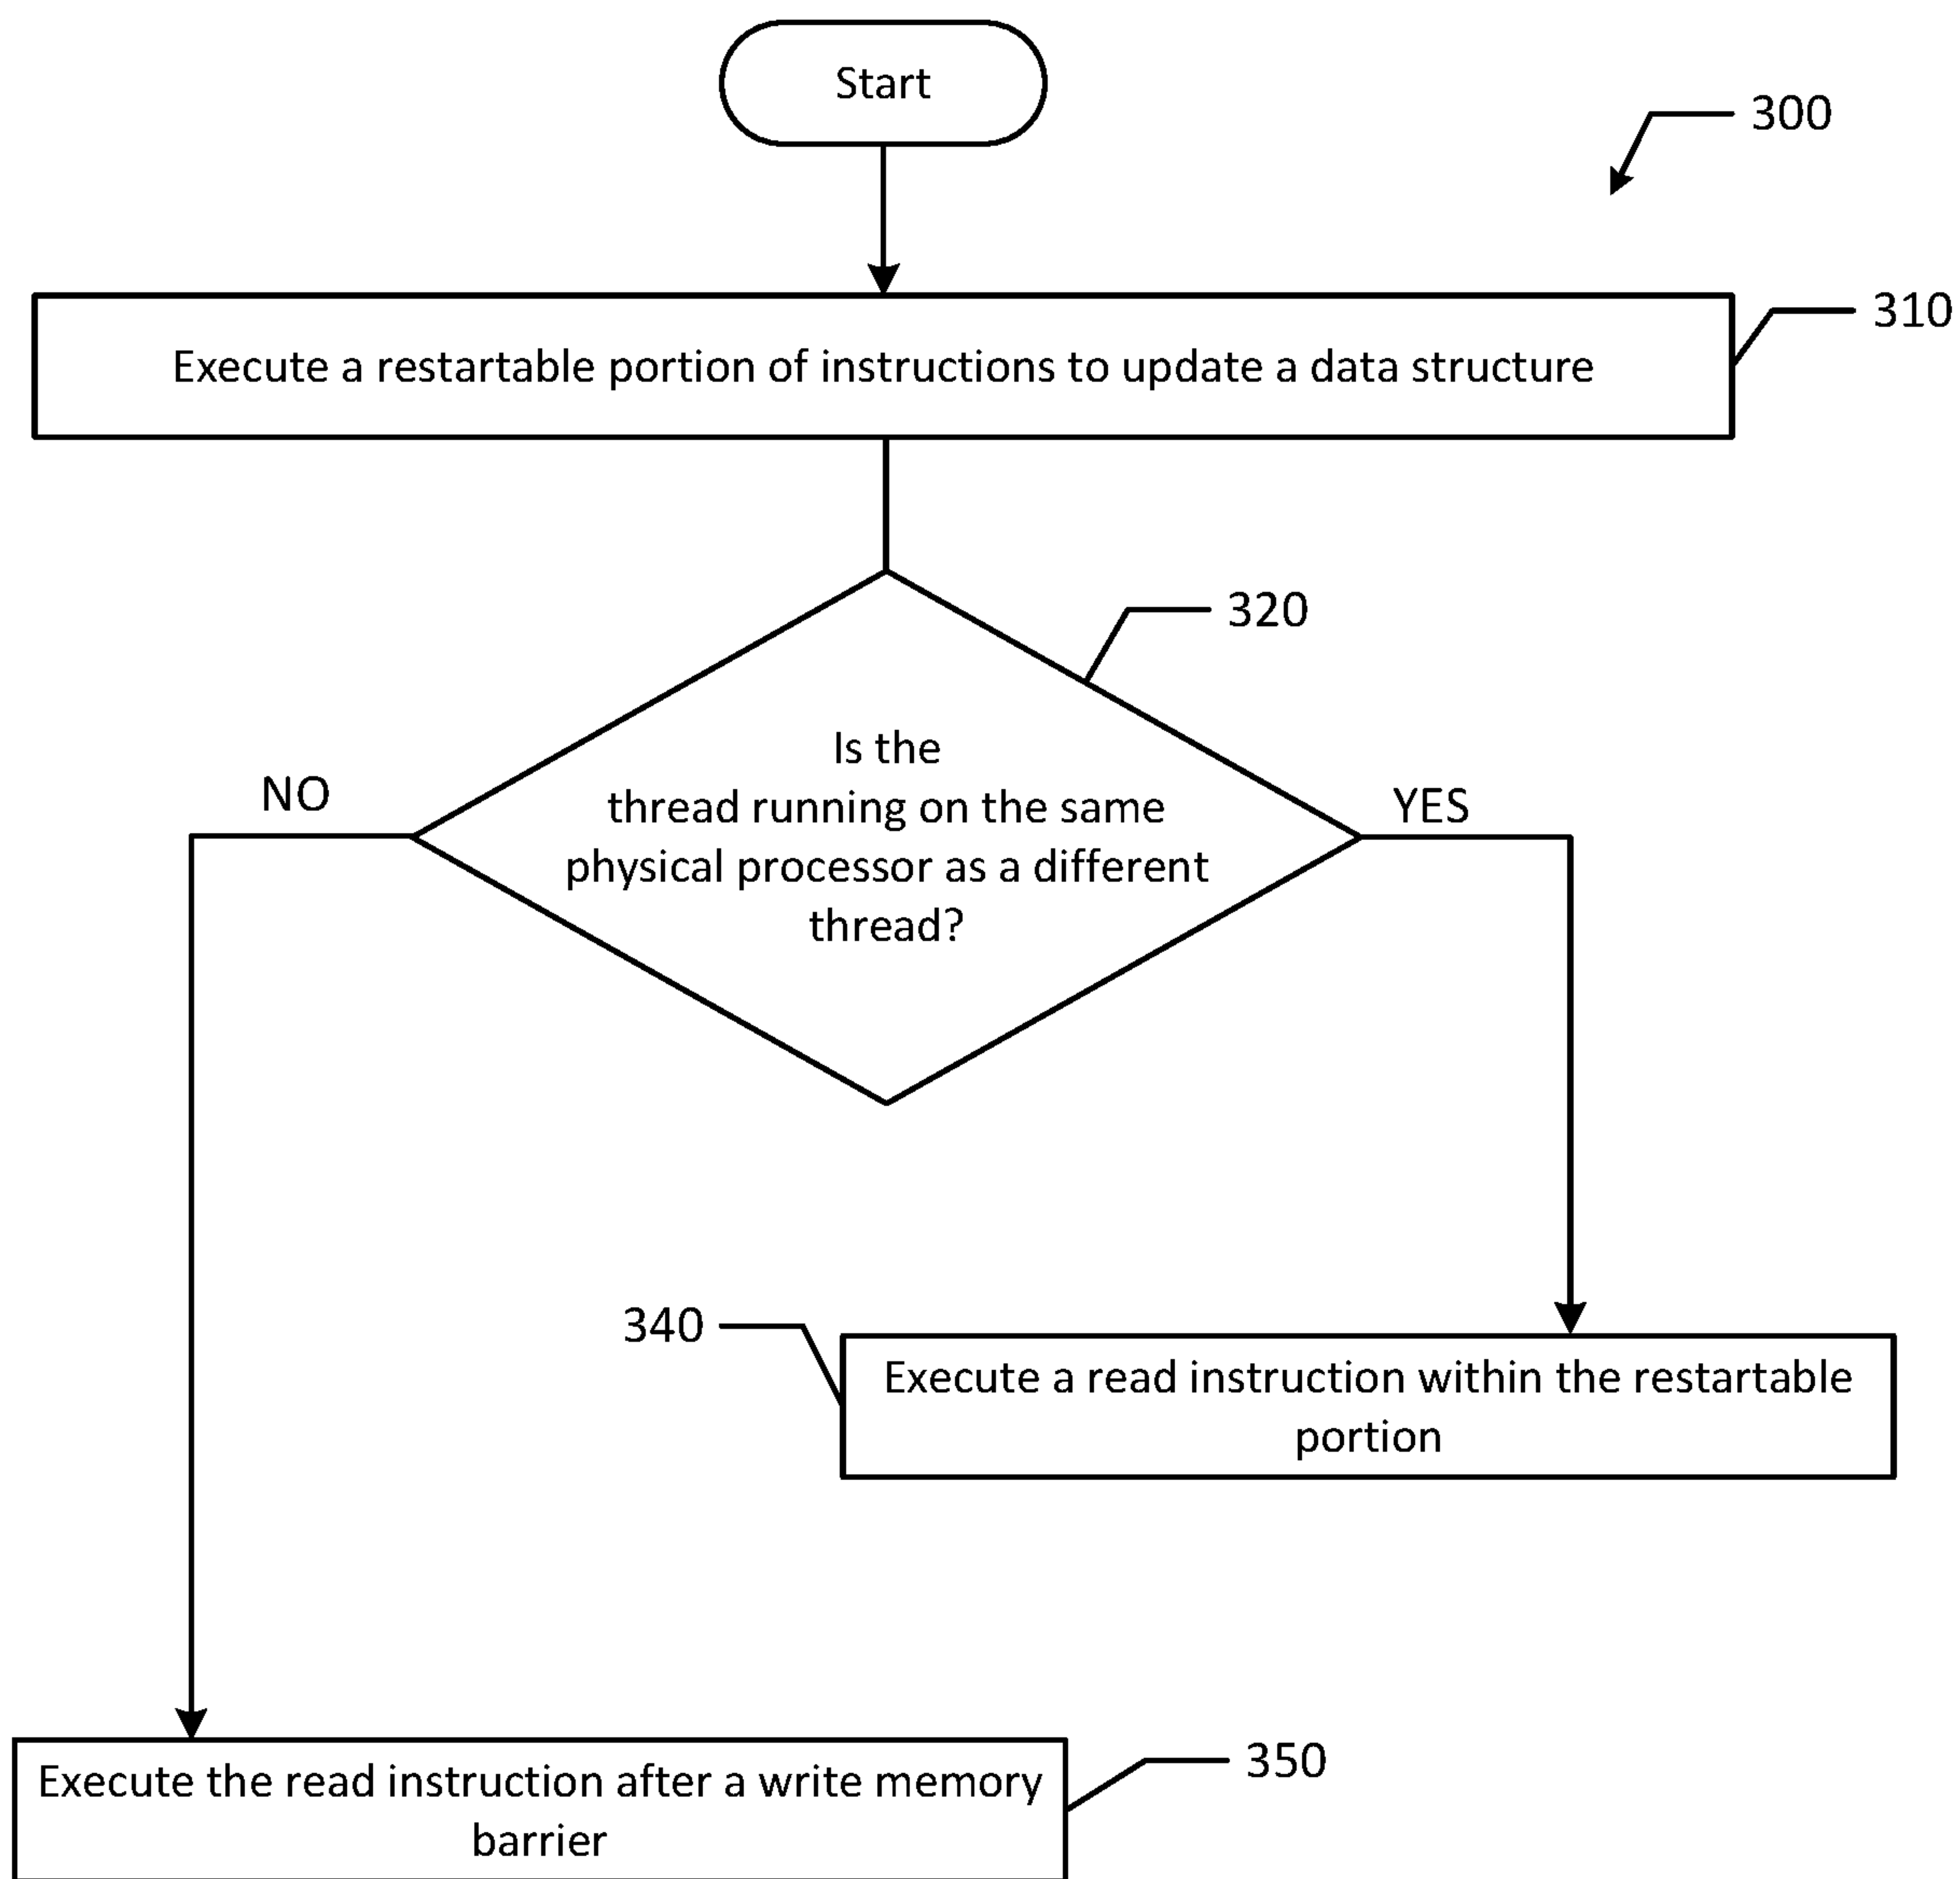 Start
300
310
Execute a restartable portion of instructions to update a data structure
320
Is the
thread running on the same
physical processor as a different
thread?
NO
YES
340
Execute a read instruction within the restartable
portion
350
Execute the read instruction after a write memory
barrier